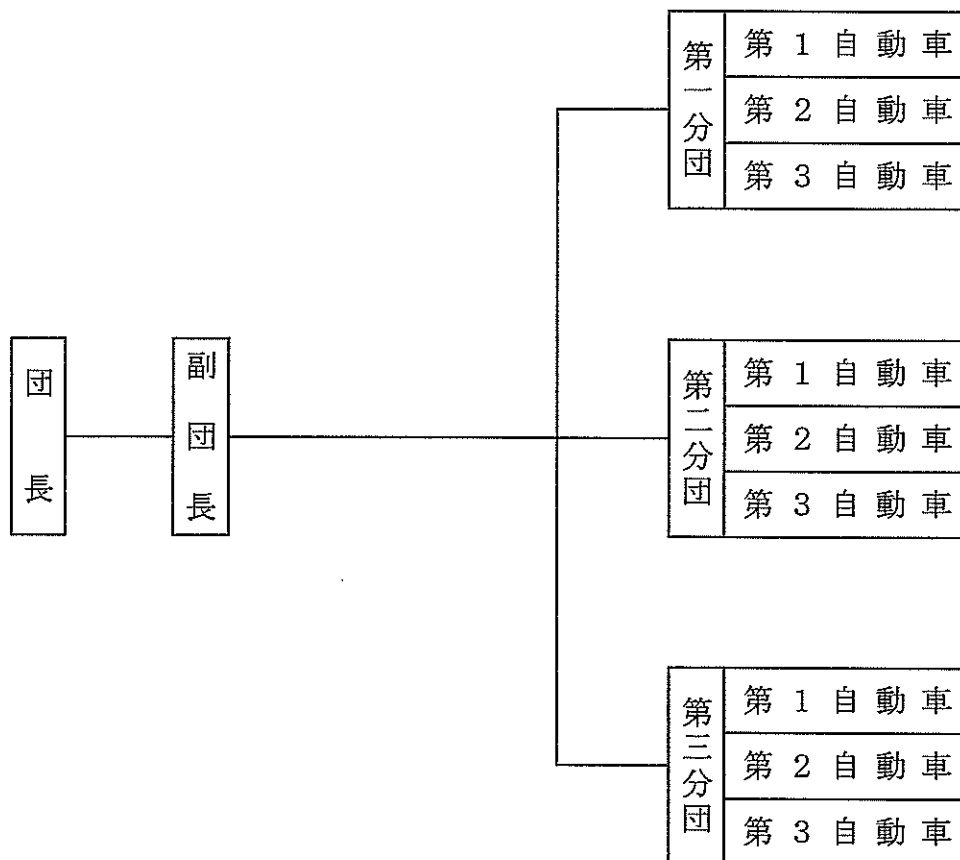 団長
副団長
第一分団
第1自動車
第2自動車
第3自動車
第二分団
第1自動車
第2自動車
第3自動車
第三分団
第1自動車
第2自動車
第3自動車